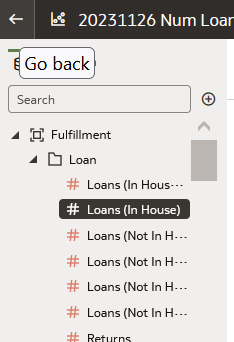 20231126 Num Loan
Go back
Search
Fulfillment
Loan
Loans (In Hous...
Loans (In House)
Loans (Not In H...
Loans (Not In H...
Loans (Not In H...
Loans (Not In H...
Returns